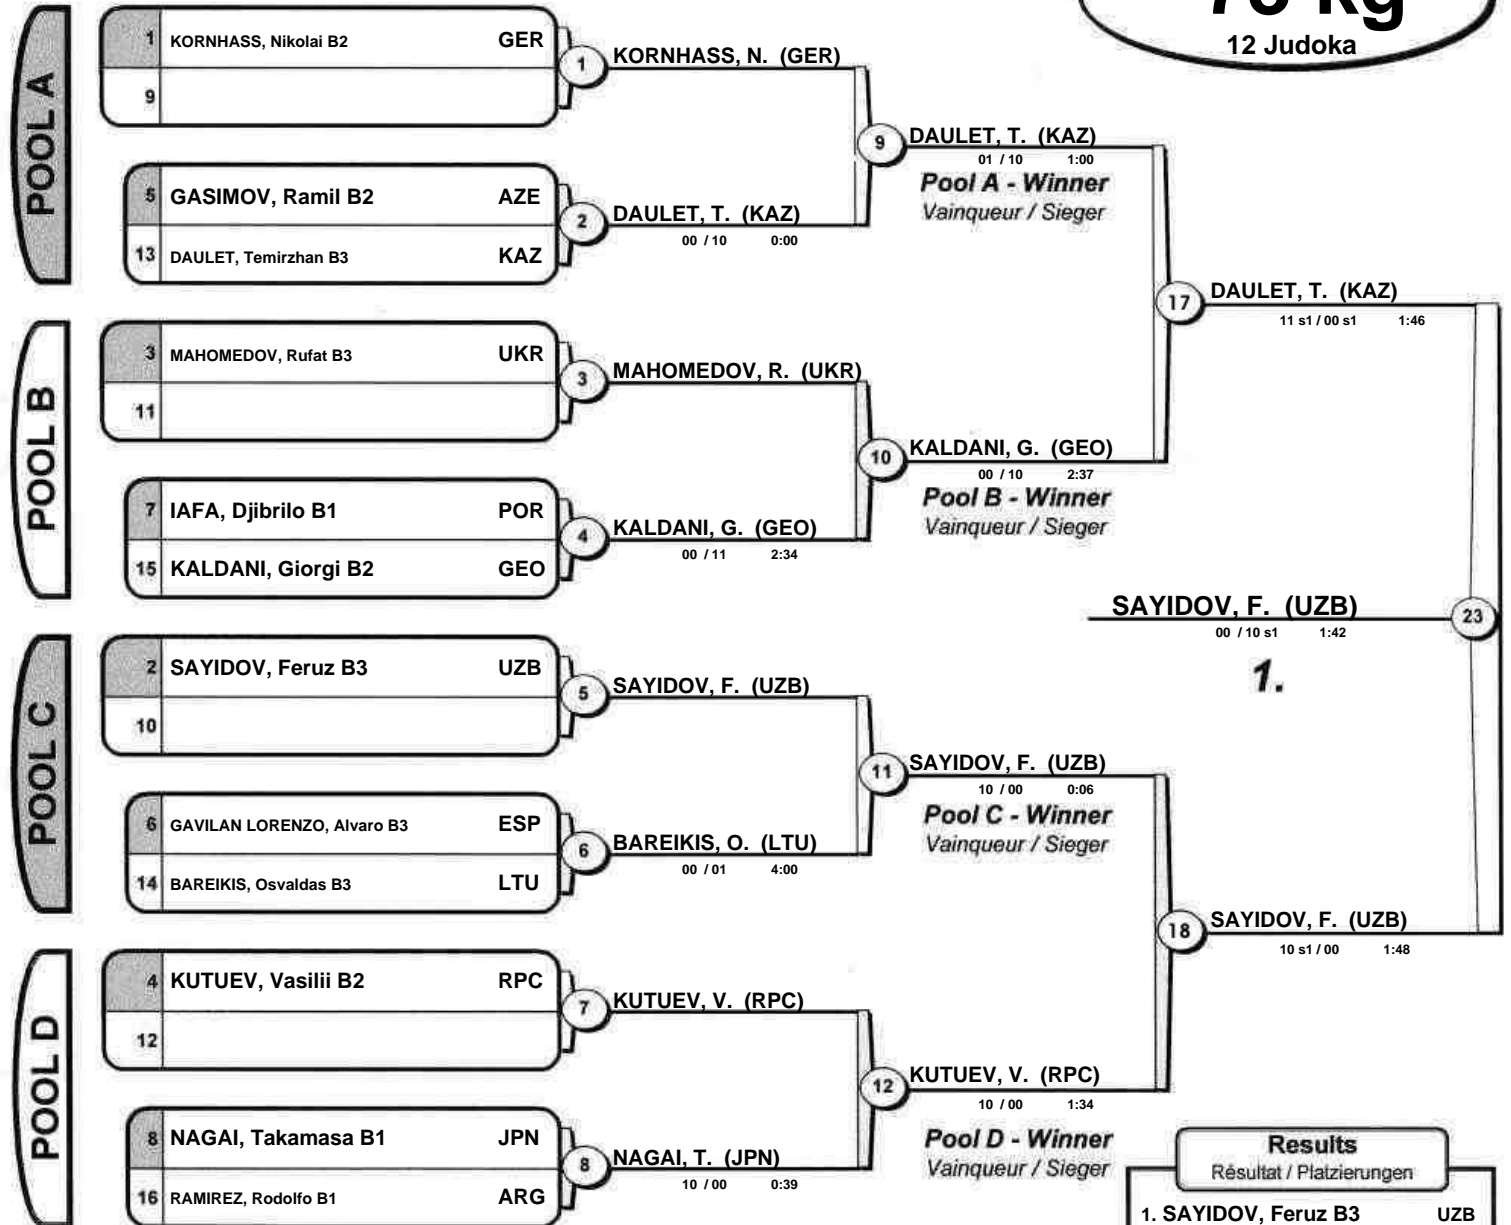 73 kg
12 Judoka
POOL A
1 KORNHASS, Nikolai B2 GER
9
1
KORNHASS, N. (GER)
5 GASIMOV, Ramil B2 AZE
13 DAULET, Temirzhan B3 KAZ
2
DAULET, T. (KAZ)
00 / 10 0:00
9
DAULET, T. (KAZ)
01 / 10 1:00
Pool A - Winner
Vainqueur / Sieger
POOL B
3 MAHOMEDOV, Rufat B3 UKR
11
3
MAHOMEDOV, R. (UKR)
7 IAFA, Djibrilo B1 POR
15 KALDANI, Giorgi B2 GEO
4
KALDANI, G. (GEO)
00 / 11 2:34
10
KALDANI, G. (GEO)
00 / 10 2:37
Pool B - Winner
Vainqueur / Sieger
17
DAULET, T. (KAZ)
11 s1 / 00 s1 1:46
SAYIDOV, F. (UZB)
00 / 10 s1 1:42
1.
23
POOL C
2 SAYIDOV, Feruz B3 UZB
10
5
SAYIDOV, F. (UZB)
6 GAVILAN LORENZO, Alvaro B3 ESP
14 BAREIKIS, Osvaldas B3 LTU
6
BAREIKIS, O. (LTU)
00 / 01 4:00
11
SAYIDOV, F. (UZB)
10 / 00 0:06
Pool C - Winner
Vainqueur / Sieger
18
SAYIDOV, F. (UZB)
10 s1 / 00 1:48
POOL D
4 KUTUEV, Vasilii B2 RPC
12
7
KUTUEV, V. (RPC)
8 NAGAI, Takamasa B1 JPN
16 RAMIREZ, Rodolfo B1 ARG
8
NAGAI, T. (JPN)
10 / 00 0:39
12
KUTUEV, V. (RPC)
10 / 00 1:34
Pool D - Winner
Vainqueur / Sieger
Results
Résultat / Platzierungen
1. SAYIDOV, Feruz B3 UZB